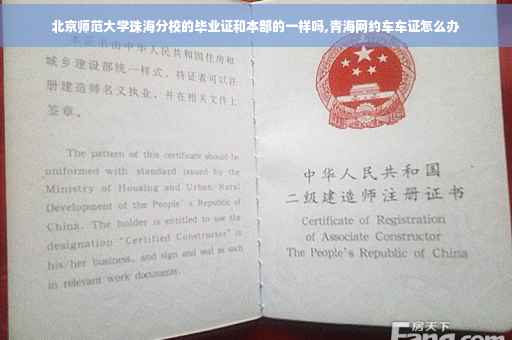 北京师范大学珠海分校的毕业证和本部的一样吗,青海网约车车证怎么办
城乡建设部统一样式，持证者可以注
册建造师名义执业，并在相关文件上
签章。
The pattern of this certificate should be
uniformed with standard issued by the
Ministry of Housing and Urban Rural
Development of the People's Republic of
China. The holder is entitled to use the
designation "Certified Constructor" in
his/her business, and sign and seal as such
in relevant work documents.
中华人民共和国
二级建造师注册证书
Certificate of Registration
of Associate Constructor
The People's Republic of China
房天下
Fang.com